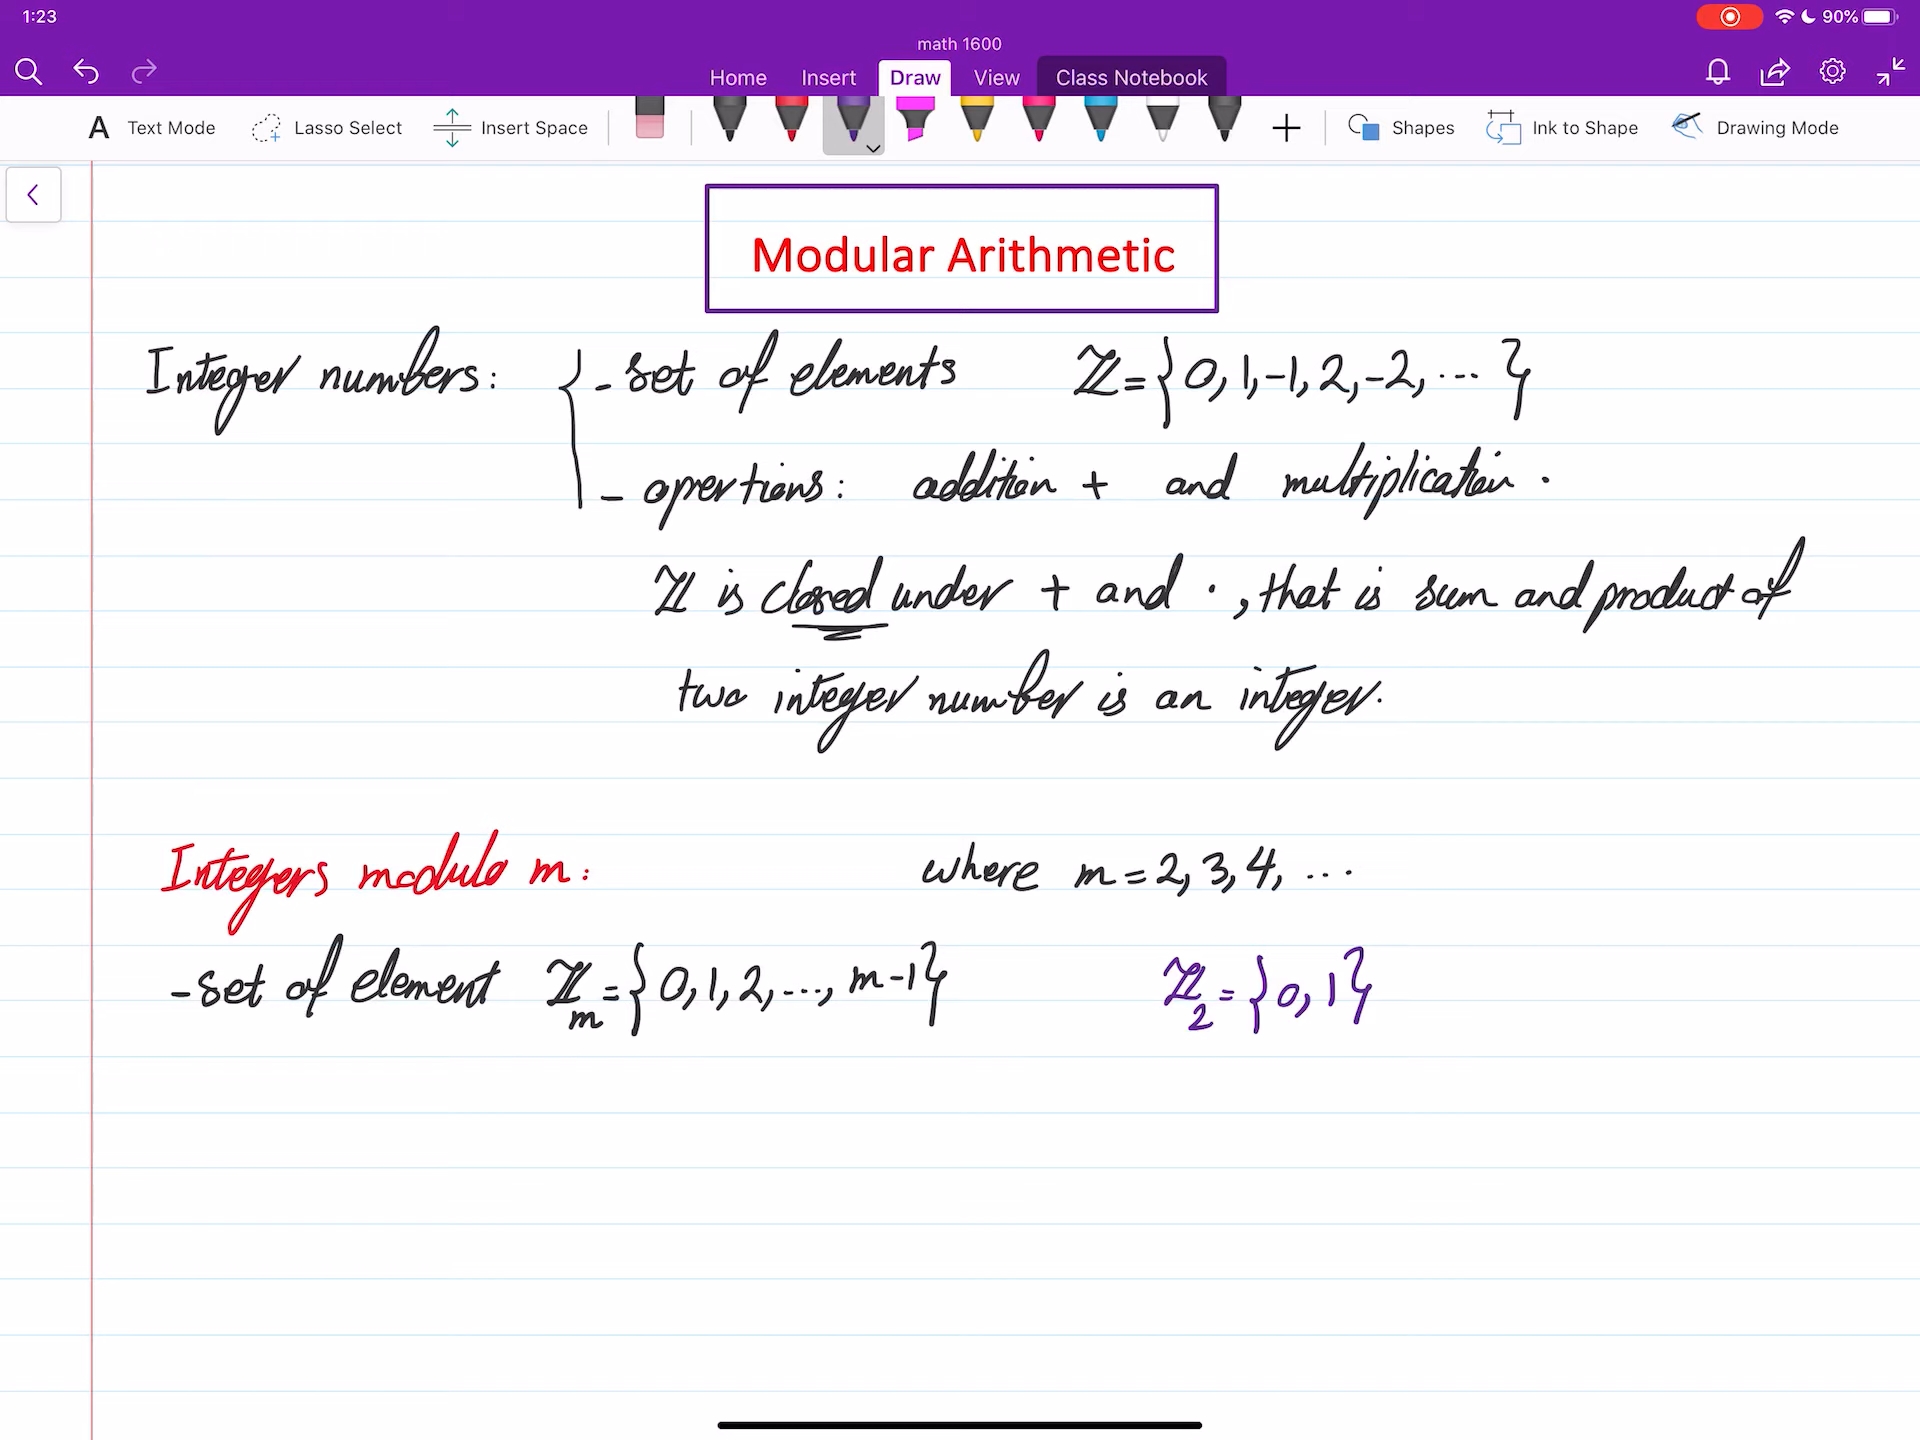 1:23
90%
math 1600
Home Insert Draw View Class Notebook
A Text Mode Lasso Select Insert Space Shapes Ink to Shape Drawing Mode
Modular Arithmetic
Integer numbers: { - set of elements ℤ = {0, 1, -1, 2, -2, ... }
- opertions: addition + and multiplication ·
ℤ is closed under + and · , that is sum and product of
two integer number is an integer.
Integers modulo m: where m = 2, 3, 4, ...
- set of element ℤ_m = {0, 1, 2, ..., m-1} ℤ_2 = {0, 1}